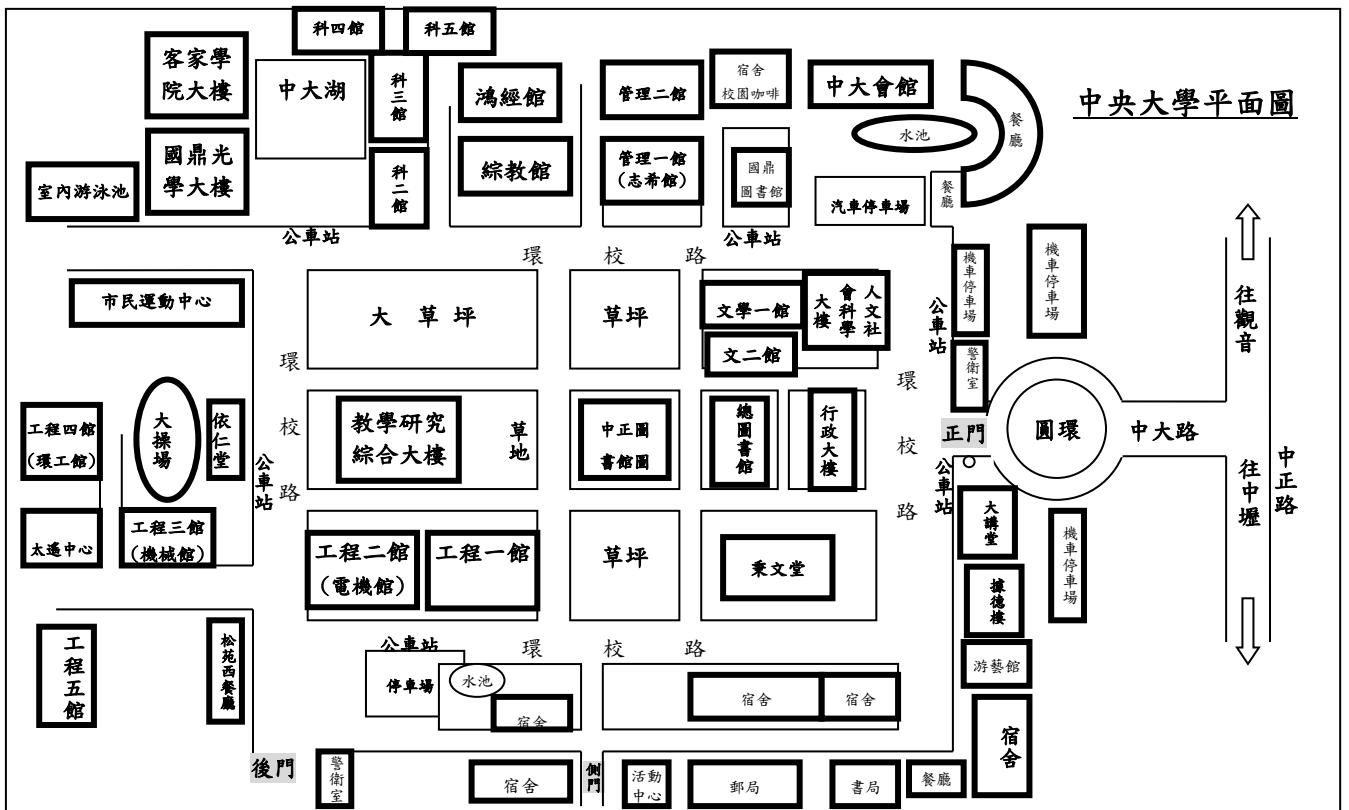 中央大學平面圖
科四館
科五館
客家學
院大樓
中大湖
科三館
鴻經館
管理二館
宿舍
校園咖啡
中大會館
水池
餐廳
國鼎光
學大樓
室內游泳池
科二館
綜教館
管理一館
(志希館)
國鼎
圖書館
汽車停車場
餐廳
公車站
公車站
環校路
市民運動中心
大草坪
草坪
文學一館
文二館
人文社
會科學
大樓
公車站
機車停車場
機車停車場
警衛室
往觀音
環校路
環校路
工程四館
(環工館)
大操場
依仁堂
公車站
教學研究
綜合大樓
草地
中正圖
書館圖
總圖書館
行政大樓
正門
圓環
中大路
公車站
往中壢
中正路
太遙中心
工程三館
(機械館)
工程二館
(電機館)
工程一館
草坪
秉文堂
大講堂
機車停車場
據德樓
游藝館
宿舍
公車站
環校路
工程五館
松苑西餐廳
停車場
水池
宿舍
宿舍
宿舍
後門
警衛室
宿舍
側門
活動
中心
郵局
書局
餐廳